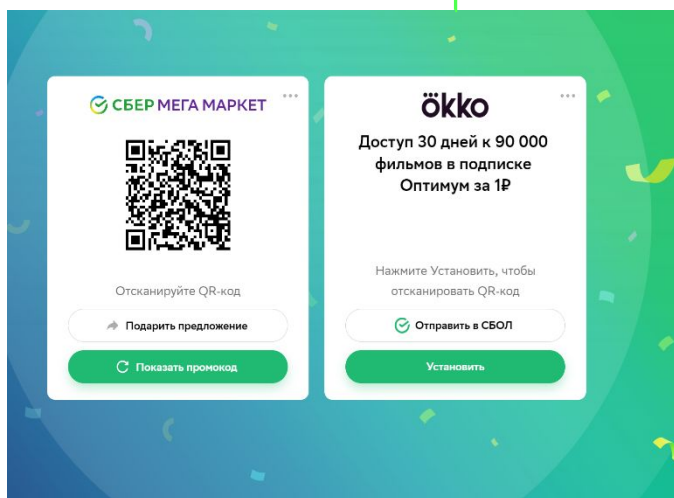 СБЕР МЕГА МАРКЕТ
Отсканируйте QR-код
Подарить предложение
Показать промокод
ökko
Доступ 30 дней к 90 000
фильмов в подписке
Оптимум за 1₽
Нажмите Установить, чтобы
отсканировать QR-код
Отправить в СБОЛ
Установить